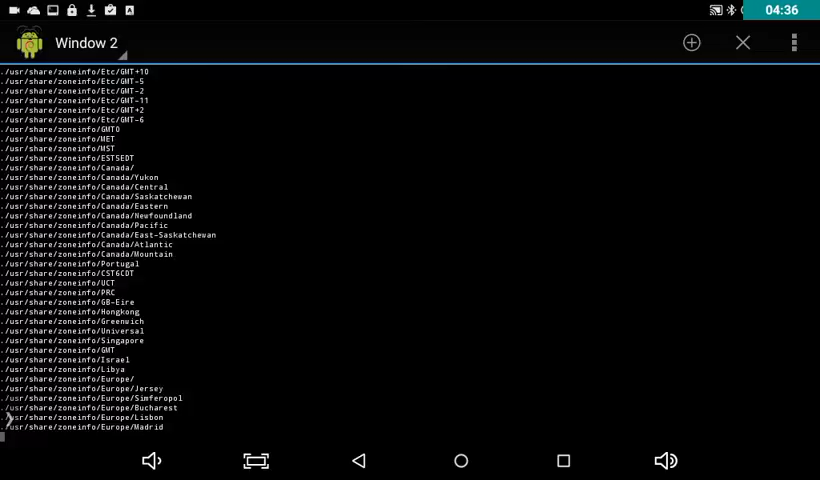 04:36
Window 2
./usr/share/zoneinfo/Etc/GMT+10
./usr/share/zoneinfo/Etc/GMT-5
./usr/share/zoneinfo/Etc/GMT-2
./usr/share/zoneinfo/Etc/GMT-11
./usr/share/zoneinfo/Etc/GMT+2
./usr/share/zoneinfo/Etc/GMT-6
./usr/share/zoneinfo/GMT0
./usr/share/zoneinfo/MET
./usr/share/zoneinfo/MST
./usr/share/zoneinfo/EST5EDT
./usr/share/zoneinfo/Canada/
./usr/share/zoneinfo/Canada/Yukon
./usr/share/zoneinfo/Canada/Central
./usr/share/zoneinfo/Canada/Saskatchewan
./usr/share/zoneinfo/Canada/Eastern
./usr/share/zoneinfo/Canada/Newfoundland
./usr/share/zoneinfo/Canada/Pacific
./usr/share/zoneinfo/Canada/East-Saskatchewan
./usr/share/zoneinfo/Canada/Atlantic
./usr/share/zoneinfo/Canada/Mountain
./usr/share/zoneinfo/Portugal
./usr/share/zoneinfo/CST6CDT
./usr/share/zoneinfo/UCT
./usr/share/zoneinfo/PRC
./usr/share/zoneinfo/GB-Eire
./usr/share/zoneinfo/Hongkong
./usr/share/zoneinfo/Greenwich
./usr/share/zoneinfo/Universal
./usr/share/zoneinfo/Singapore
./usr/share/zoneinfo/GMT
./usr/share/zoneinfo/Israel
./usr/share/zoneinfo/Libya
./usr/share/zoneinfo/Europe/
./usr/share/zoneinfo/Europe/Jersey
./usr/share/zoneinfo/Europe/Simferopol
./usr/share/zoneinfo/Europe/Bucharest
./usr/share/zoneinfo/Europe/Lisbon
./usr/share/zoneinfo/Europe/Madrid